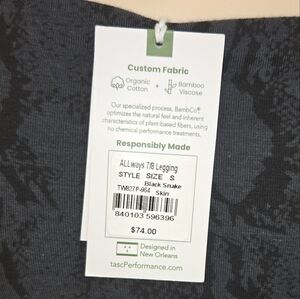 Custom Fabric
Organic Cotton + Bamboo Viscose
Our specialized process, BambCo®
optimizes the natural feel and inherent
characteristics of plant-based fibers, using
no chemical performance treatments.
Responsibly Made
ALLways 7/8 Legging
STYLE SIZE S
Black Snake
TW827P-964 Skin
840103 596396
$74.00
Designed in
New Orleans
tascPerformance.com